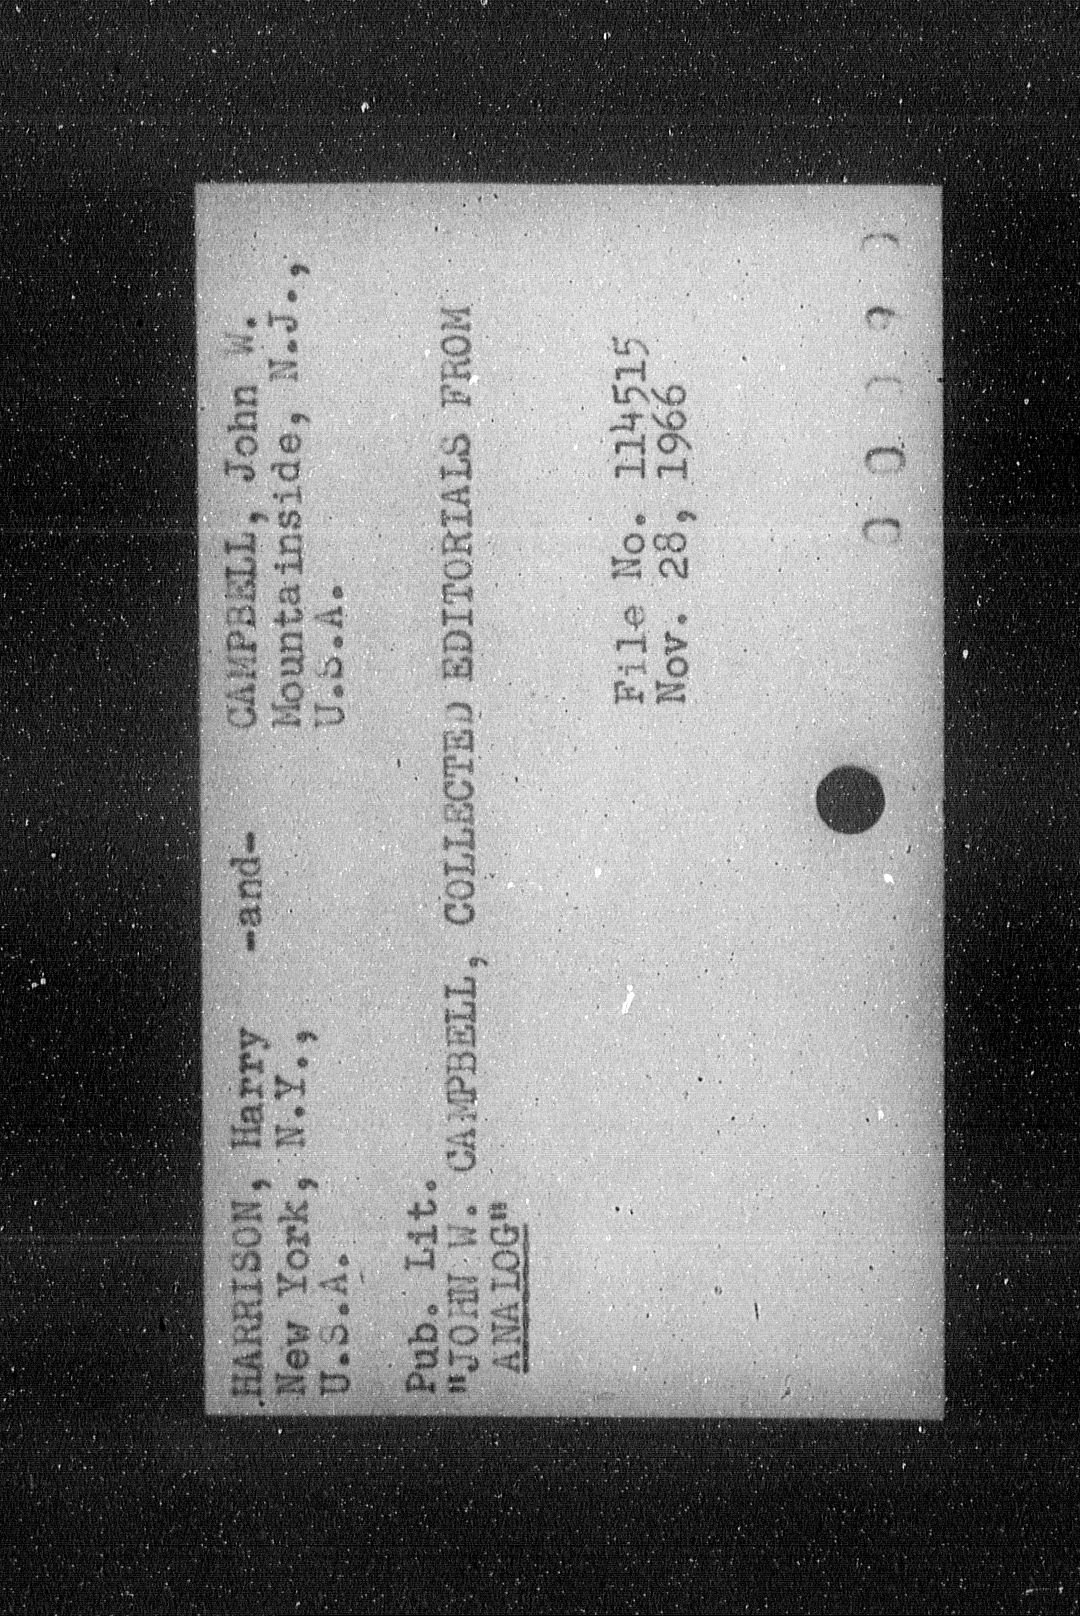 HARRISON, Harry -and- CAMPBELL, John W.
New York, N.Y., Mountainside, N.J.,
U.S.A. U.S.A.
Pub. Lit.
"JOHN W. CAMPBELL, COLLECTED EDITORIALS FROM
ANALOG"
File No. 114515
Nov. 28, 1966